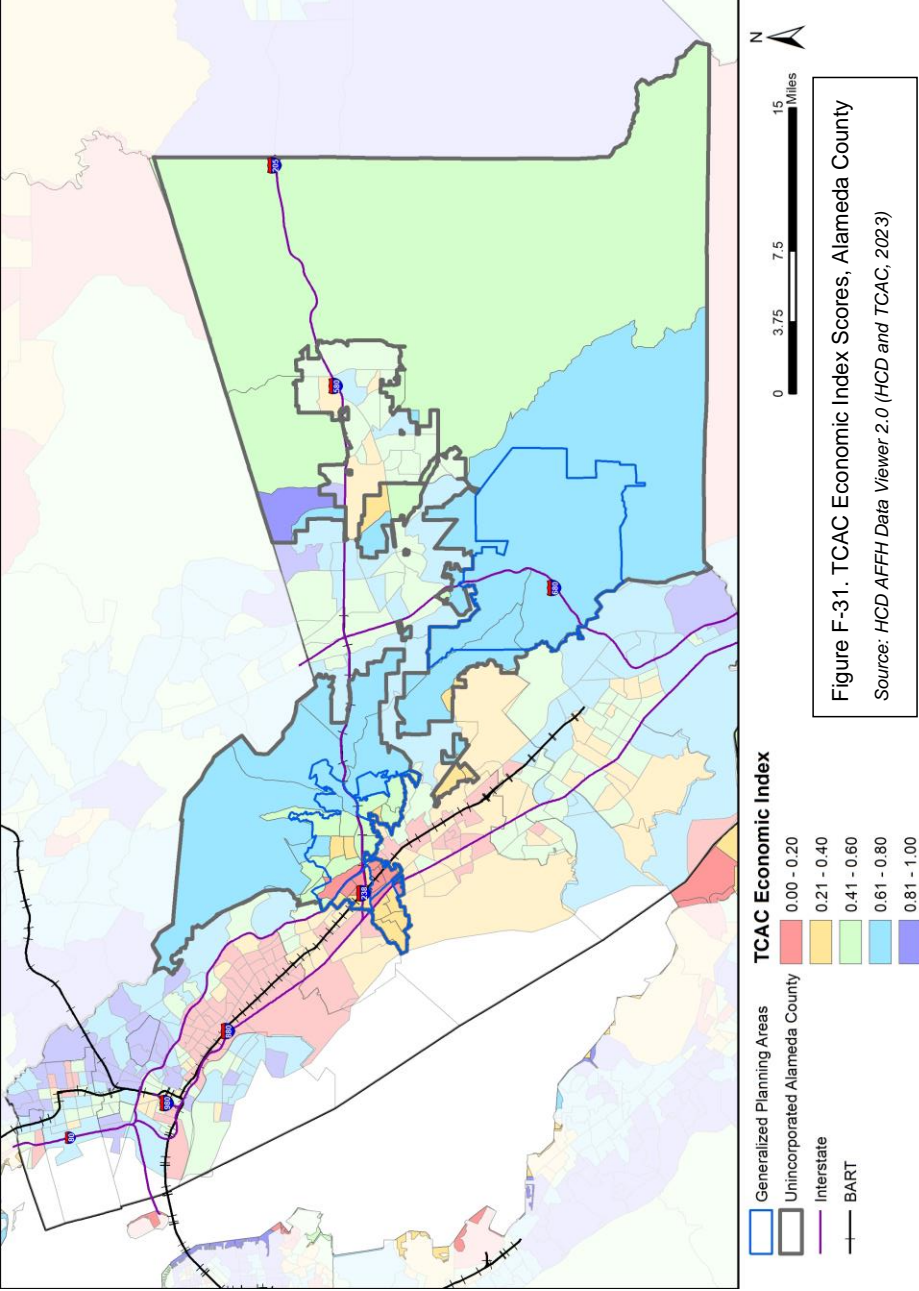 80
880
238
680
580
205
TCAC Economic Index
Generalized Planning Areas
Unincorporated Alameda County
Interstate
BART
0.00 - 0.20
0.21 - 0.40
0.41 - 0.60
0.61 - 0.80
0.81 - 1.00
0 3.75 7.5 15
Miles
N
Figure F-31. TCAC Economic Index Scores, Alameda County
Source: HCD AFFH Data Viewer 2.0 (HCD and TCAC, 2023)